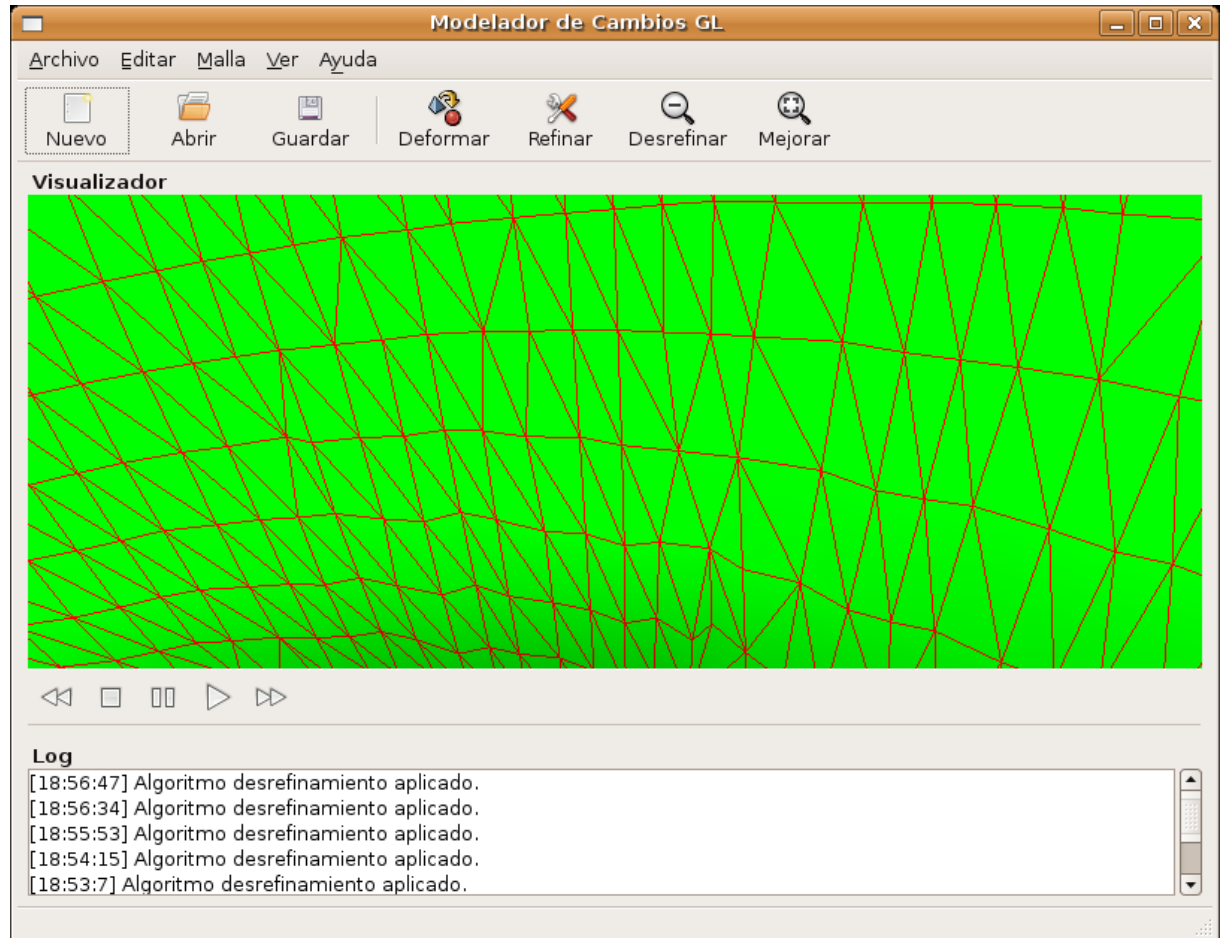 Modelador de Cambios GL
Archivo Editar Malla Ver Ayuda
Nuevo Abrir Guardar Deformar Refinar Desrefinar Mejorar
Visualizador
Log
[18:56:47] Algoritmo desrefinamiento aplicado.
[18:56:34] Algoritmo desrefinamiento aplicado.
[18:55:53] Algoritmo desrefinamiento aplicado.
[18:54:15] Algoritmo desrefinamiento aplicado.
[18:53:7] Algoritmo desrefinamiento aplicado.